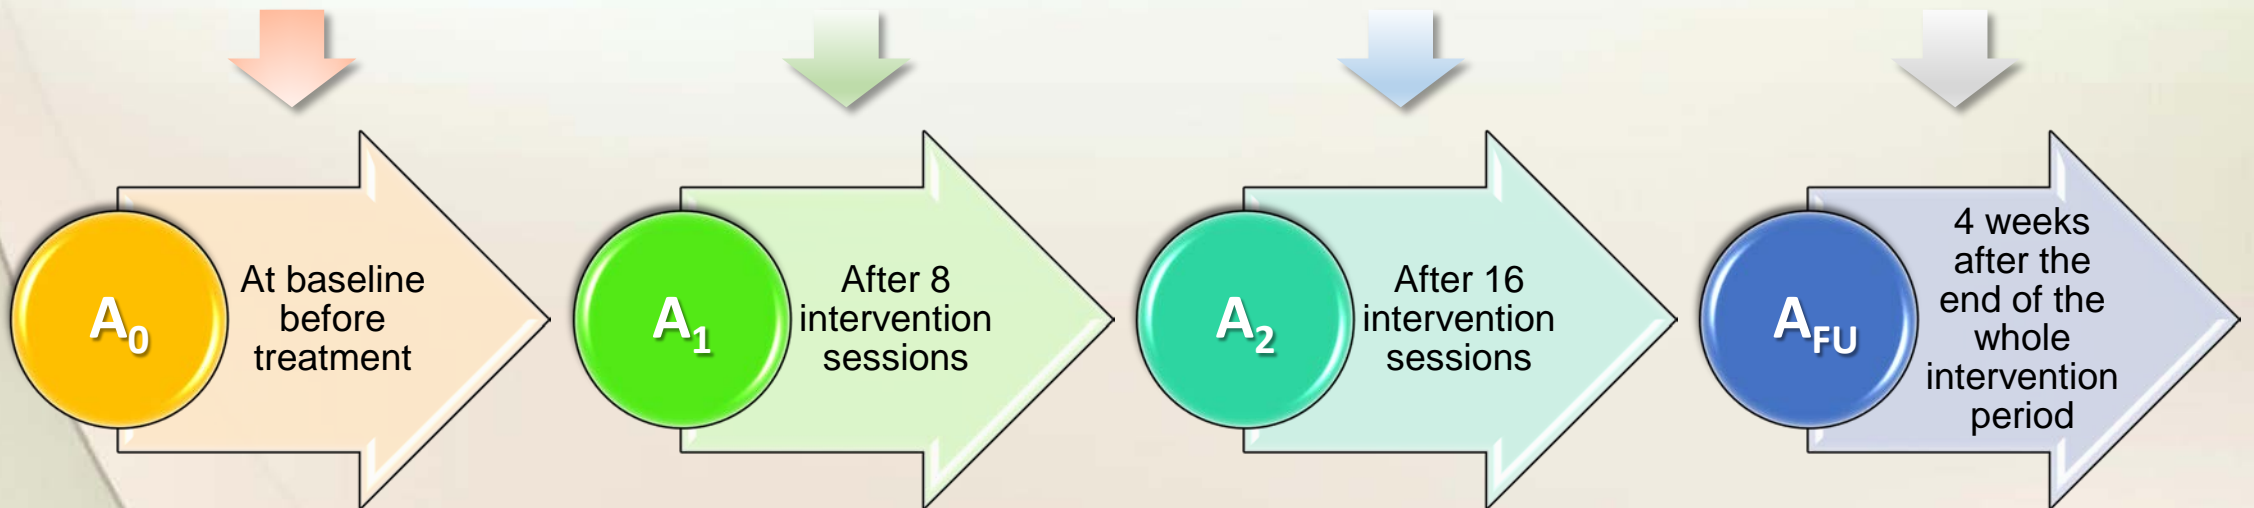 A₀
At baseline
before
treatment
A₁
After 8
intervention
sessions
A₂
After 16
intervention
sessions
A_FU
4 weeks
after the
end of the
whole
intervention
period